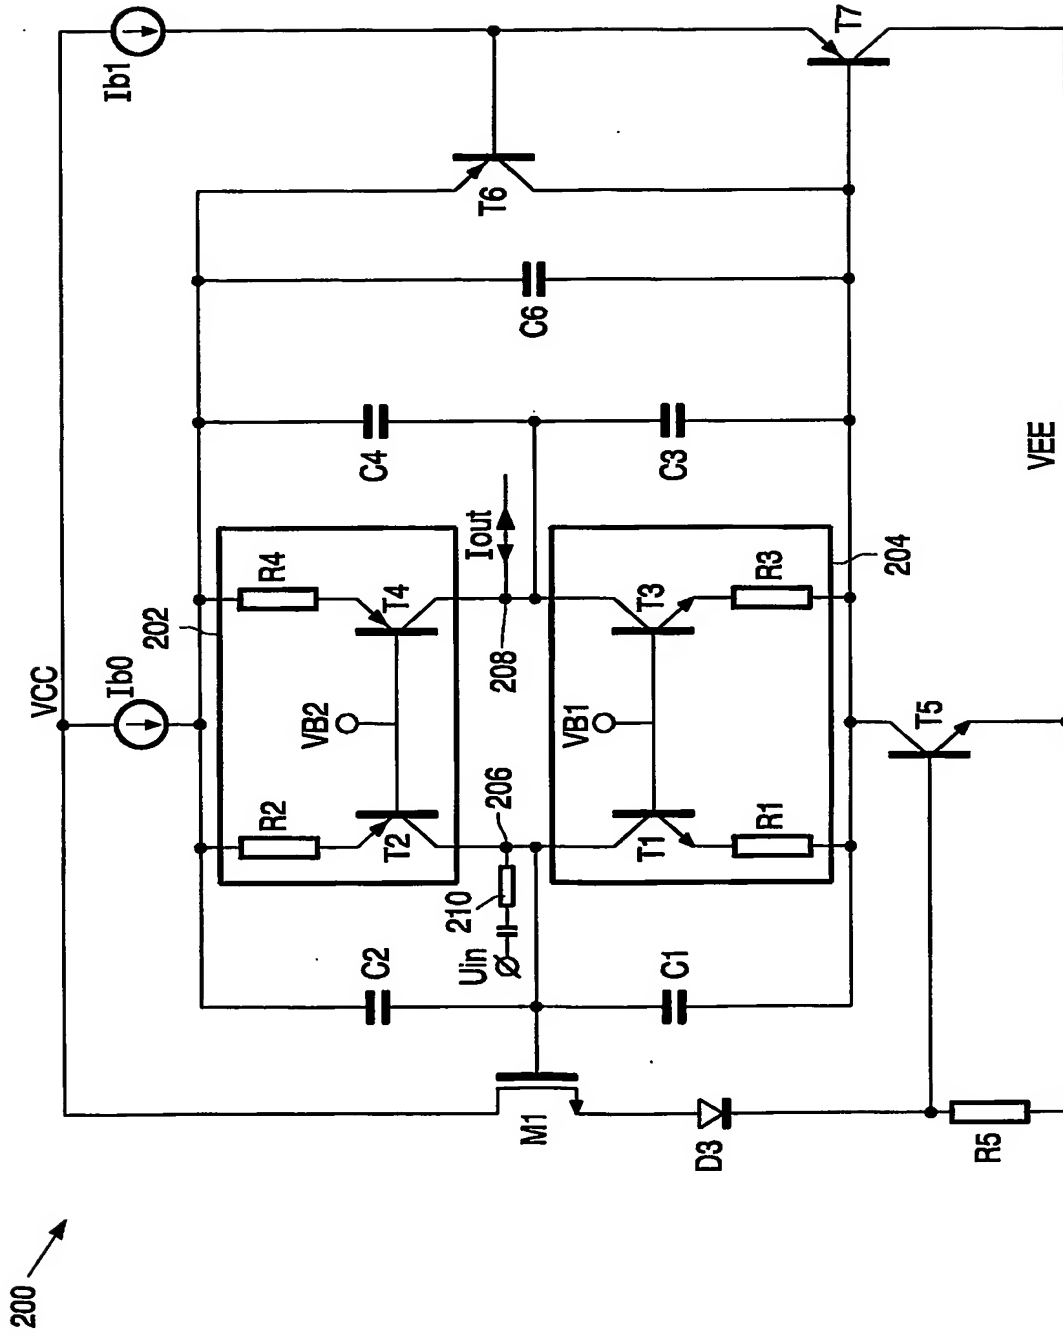 200
VCC
Ib0
Ib1
202
R2
R4
C2
C4
T2
T4
VB2
T6
C6
Iout
Uin
210
206
208
M1
VB1
C1
C3
T1
T3
R1
R3
204
T7
D3
T5
R5
VEE